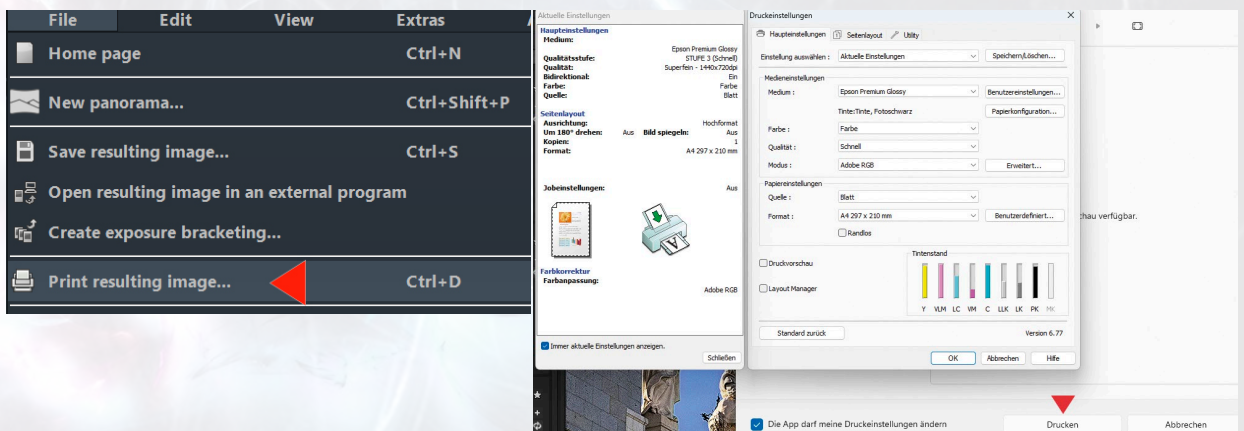 File Edit View Extras
Home page Ctrl+N
New panorama... Ctrl+Shift+P
Save resulting image... Ctrl+S
Open resulting image in an external program
Create exposure bracketing...
Print resulting image... Ctrl+D
Aktuelle Einstellungen
Haupteinstellungen
Medium:
Epson Premium Glossy
Qualitätsstufe: STUFE 3 (Schnell)
Qualität: Superfein - 1440x720dpi
Bidirektional: Ein
Farbe: Farbe
Quelle: Blatt
Seitenlayout
Ausrichtung: Hochformat
Um 180° drehen: Aus Bild spiegeln: Aus
Kopien: 1
Format: A4 297 x 210 mm
Jobeinstellungen: Aus
Farbkorrektur
Farbanpassung:
Adobe RGB
Immer aktuelle Einstellungen anzeigen.
Schließen
Druckeinstellungen
Haupteinstellungen Seitenlayout Utility
Einstellung auswählen : Aktuelle Einstellungen Speichern/Löschen...
Medieneinstellungen
Medium : Epson Premium Glossy Benutzereinstellungen...
Tinte:Tinte, Fotoschwarz Papierkonfiguration...
Farbe : Farbe
Qualität : Schnell
Modus : Adobe RGB Erweitert...
Papiereinstellungen
Quelle : Blatt
Format : A4 297 x 210 mm Benutzerdefiniert...
Randlos
Druckvorschau
Tintenstand
Layout Manager
Y VLM LC VM C LLK LK PK MK
Standard zurück Version 6.77
OK Abbrechen Hilfe
chau verfügbar.
Die App darf meine Druckeinstellungen ändern Drucken Abbrechen